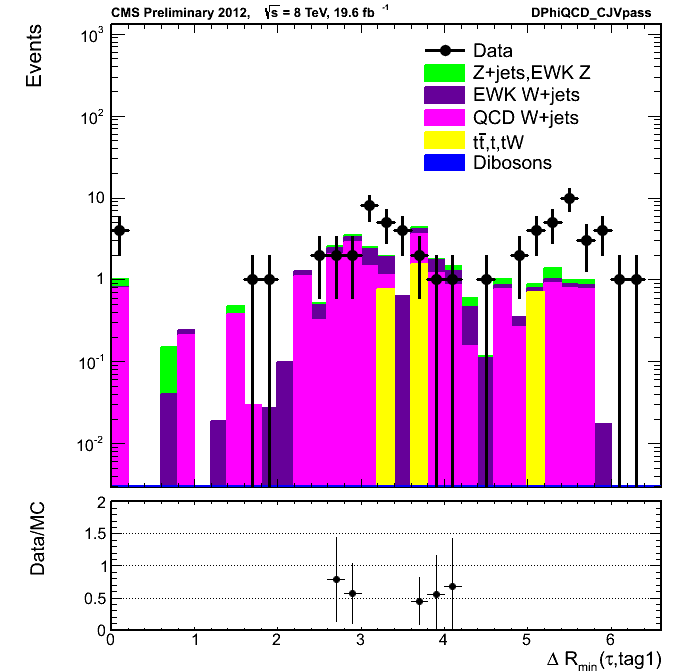 CMS Preliminary 2012, √s = 8 TeV, 19.6 fb⁻¹ DPhiQCD_CJVpass
Events
10³
10²
10
1
10⁻¹
10⁻²
Data
Z+jets,EWK Z
EWK W+jets
QCD W+jets
tt̄,t,tW
Dibosons
Data/MC
2
1.5
1
0.5
0
0 1 2 3 4 5 6
Δ R_min(τ,tag1)